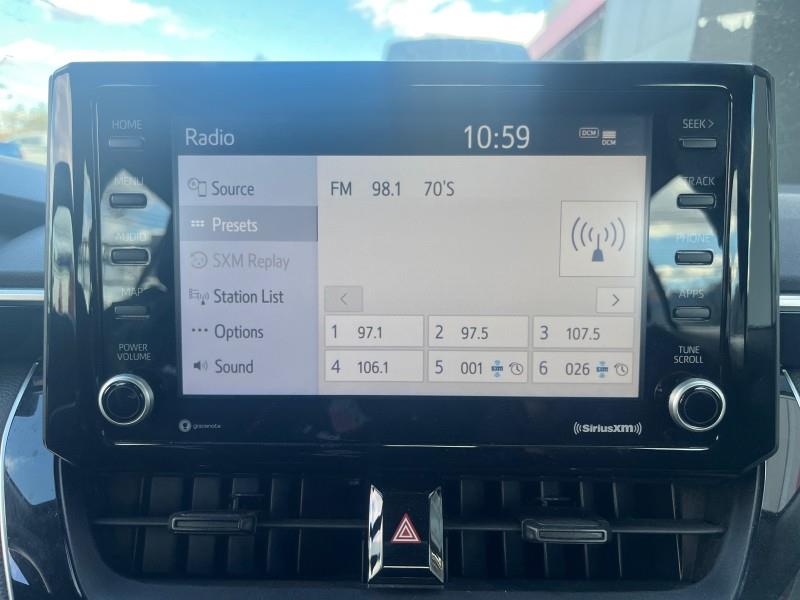 HOME
MENU
AUDIO
MAP
POWER
VOLUME
Radio 10:59 DCM
DCM
Source
Presets
SXM Replay
Station List
Options
Sound
FM 98.1 70'S
<
>
1 97.1 2 97.5 3 107.5
4 106.1 5 001 6 026
SEEK >
TRACK
PHONE
APPS
TUNE
SCROLL
gracenote
((SiriusXM))